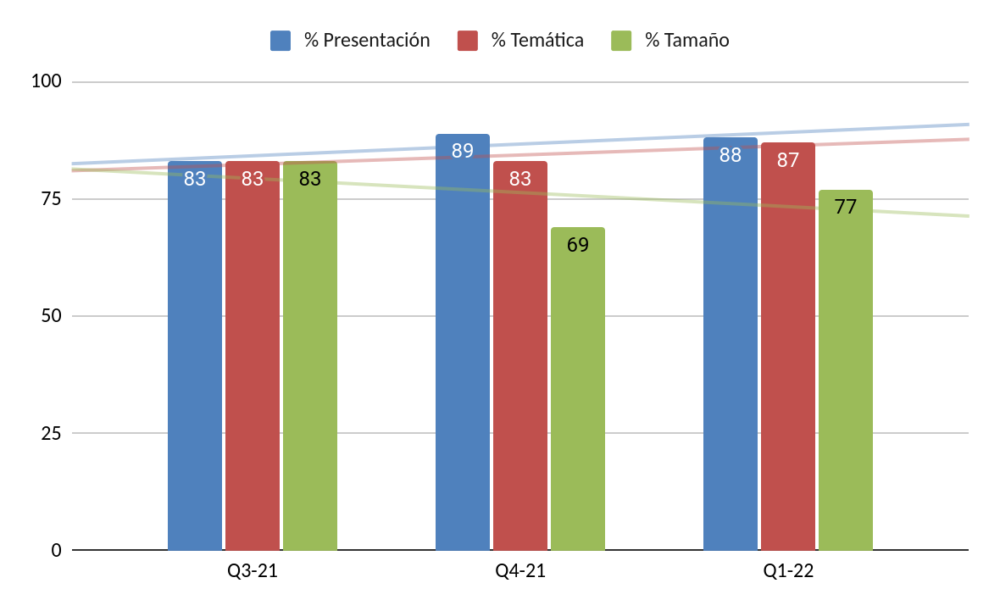 % Presentación % Temática % Tamaño
100
75
50
25
0
83 83 83
89 83 69
88 87 77
Q3-21 Q4-21 Q1-22